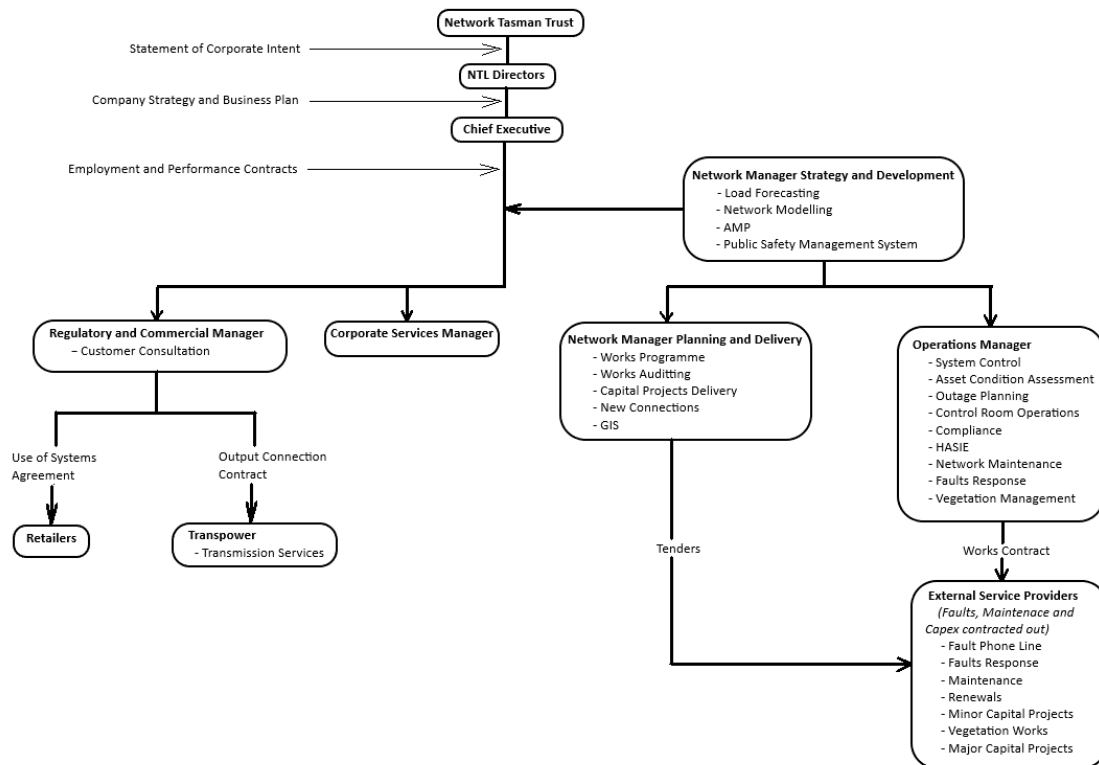 Network Tasman Trust
Statement of Corporate Intent
NTL Directors
Company Strategy and Business Plan
Chief Executive
Employment and Performance Contracts
Network Manager Strategy and Development
- Load Forecasting
- Network Modelling
- AMP
- Public Safety Management System
Regulatory and Commercial Manager
– Customer Consultation
Corporate Services Manager
Network Manager Planning and Delivery
- Works Programme
- Works Auditting
- Capital Projects Delivery
- New Connections
- GIS
Operations Manager
- System Control
- Asset Condition Assessment
- Outage Planning
- Control Room Operations
- Compliance
- HASIE
- Network Maintenance
- Faults Response
- Vegetation Management
Use of Systems
Agreement
Output Connection
Contract
Retailers
Transpower
- Transmission Services
Tenders
Works Contract
External Service Providers
(Faults, Maintenace and
Capex contracted out)
- Fault Phone Line
- Faults Response
- Maintenance
- Renewals
- Minor Capital Projects
- Vegetation Works
- Major Capital Projects